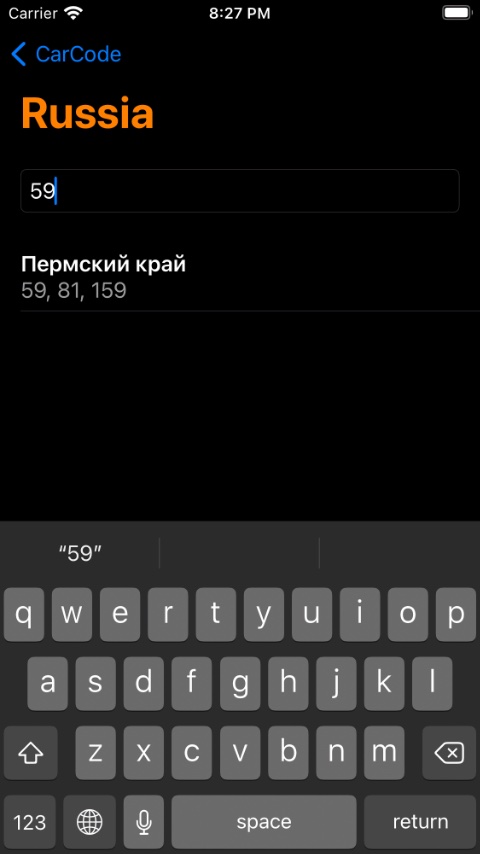 Carrier 8:27 PM
CarCode
Russia
59
Пермский край
59, 81, 159
“59”
q w e r t y u i o p
a s d f g h j k l
z x c v b n m
123 space return